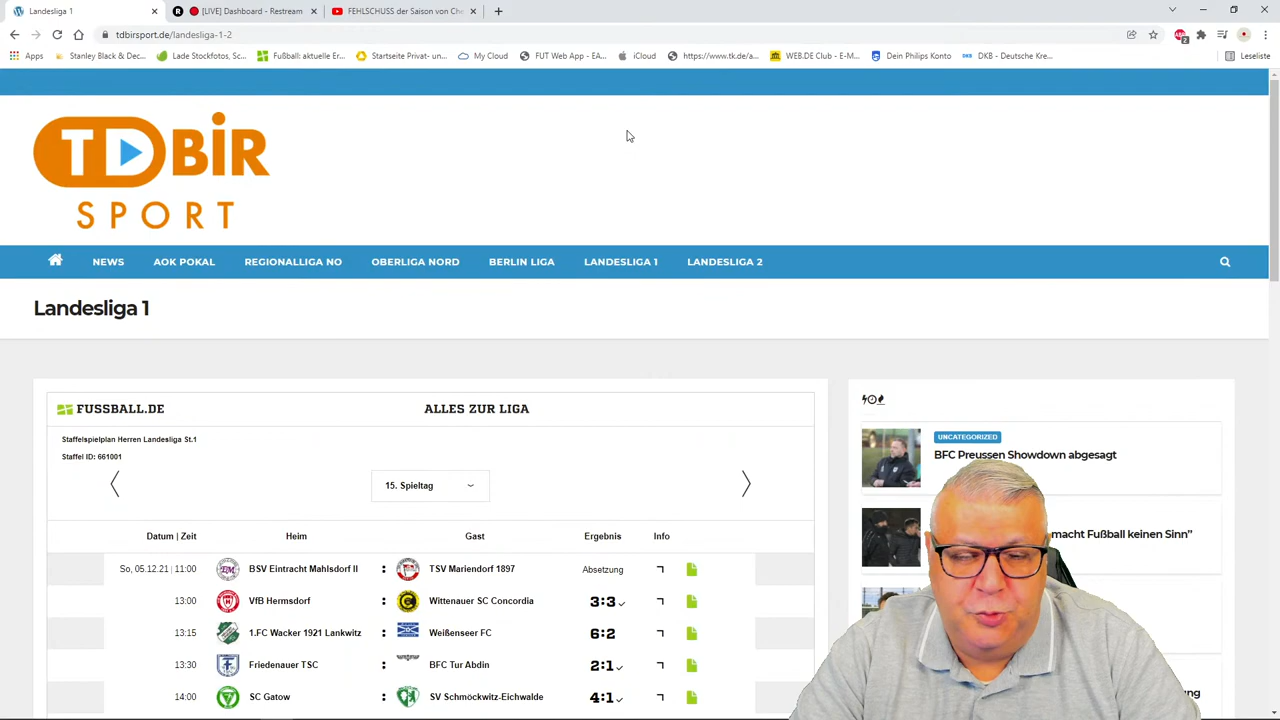 Landesliga 1
[LIVE] Dashboard - Restream
FEHLSCHUSS der Saison von Che
tdbirsport.de/landesliga-1-2
Apps
Stanley Black & Dec...
Lade Stockfotos, Sc...
Fußball: aktuelle Er...
Startseite Privat- un...
My Cloud
FUT Web App - EA...
iCloud
https://www.tk.de/a...
WEB.DE Club - E-M...
Dein Philips Konto
DKB - Deutsche Kre...
Leseliste
TDBİR
SPORT
NEWS
AOK POKAL
REGIONALLIGA NO
OBERLIGA NORD
BERLIN LIGA
LANDESLIGA 1
LANDESLIGA 2
Landesliga 1
FUSSBALL.DE
ALLES ZUR LIGA
Staffelspielplan Herren Landesliga St.1
Staffel ID: 661001
15. Spieltag
Datum | Zeit Heim Gast Ergebnis Info
So, 05.12.21 | 11:00 BSV Eintracht Mahlsdorf II : TSV Mariendorf 1897 Absetzung
13:00 VfB Hermsdorf : Wittenauer SC Concordia 3:3
13:15 1.FC Wacker 1921 Lankwitz : Weißenseer FC 6:2
13:30 Friedenauer TSC : BFC Tur Abdin 2:1
14:00 SC Gatow : SV Schmöckwitz-Eichwalde 4:1
UNCATEGORIZED
BFC Preussen Showdown abgesagt
macht Fußball keinen Sinn”